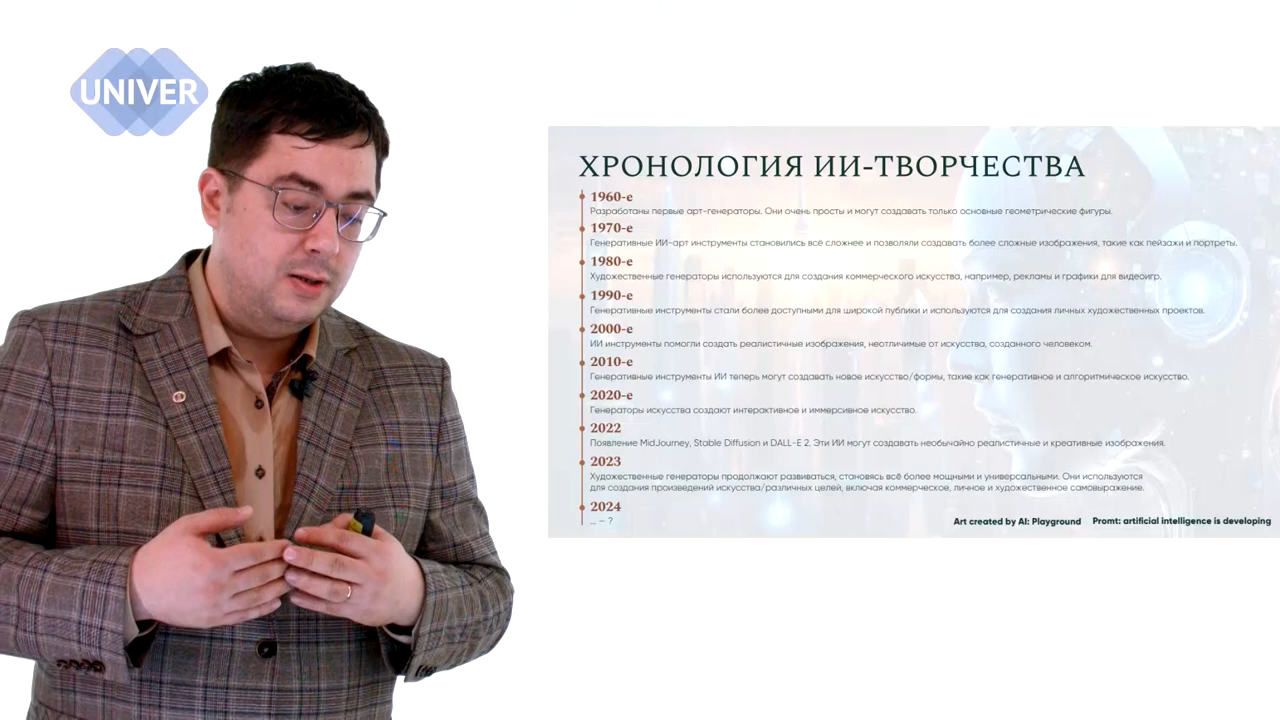 UNIVER
ХРОНОЛОГИЯ ИИ-ТВОРЧЕСТВА
1960-е
Разработаны первые арт-генераторы. Они очень просты и могут создавать только основные геометрические фигуры.
1970-е
Генеративные ИИ-арт инструменты становились всё сложнее и позволяли создавать более сложные изображения, такие как пейзажи и портреты.
1980-е
Художественные генераторы используются для создания коммерческого искусства, например, рекламы и графики для видеоигр.
1990-е
Генеративные инструменты стали более доступными для широкой публики и используются для создания личных художественных проектов.
2000-е
ИИ инструменты помогли создать реалистичные изображения, неотличимые от искусства, созданного человеком.
2010-е
Генеративные инструменты ИИ теперь могут создавать новое искусство/формы, такие как генеративное и алгоритмическое искусство.
2020-е
Генераторы искусства создают интерактивное и иммерсивное искусство.
2022
Появление MidJourney, Stable Diffusion и DALL-E 2. Эти ИИ могут создавать необычайно реалистичные и креативные изображения.
2023
Художественные генераторы продолжают развиваться, становясь всё более мощными и универсальными. Они используются
для создания произведений искусства/различных целей, включая коммерческое, личное и художественное самовыражение.
2024
... – ?
Art created by AI: Playground Promt: artificial intelligence is developing